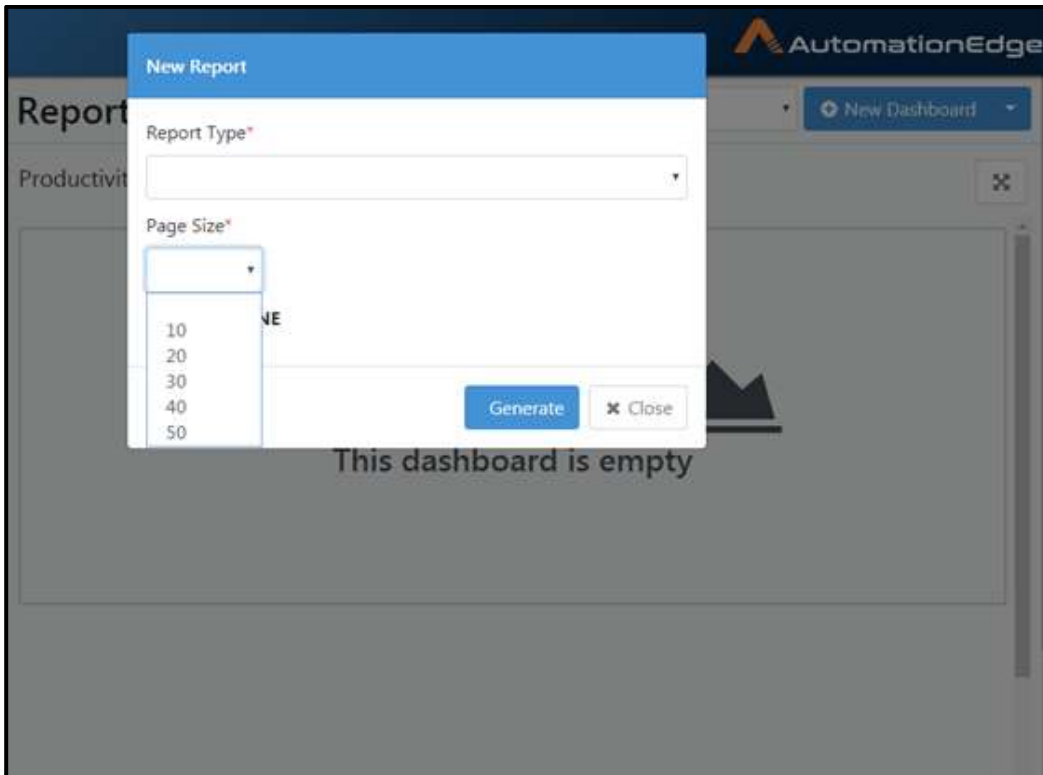 AutomationEdge
New Report
Report
New Dashboard
Report Type*
Productivit
Page Size*
NE
10
20
30
40
50
Generate
✖ Close
This dashboard is empty